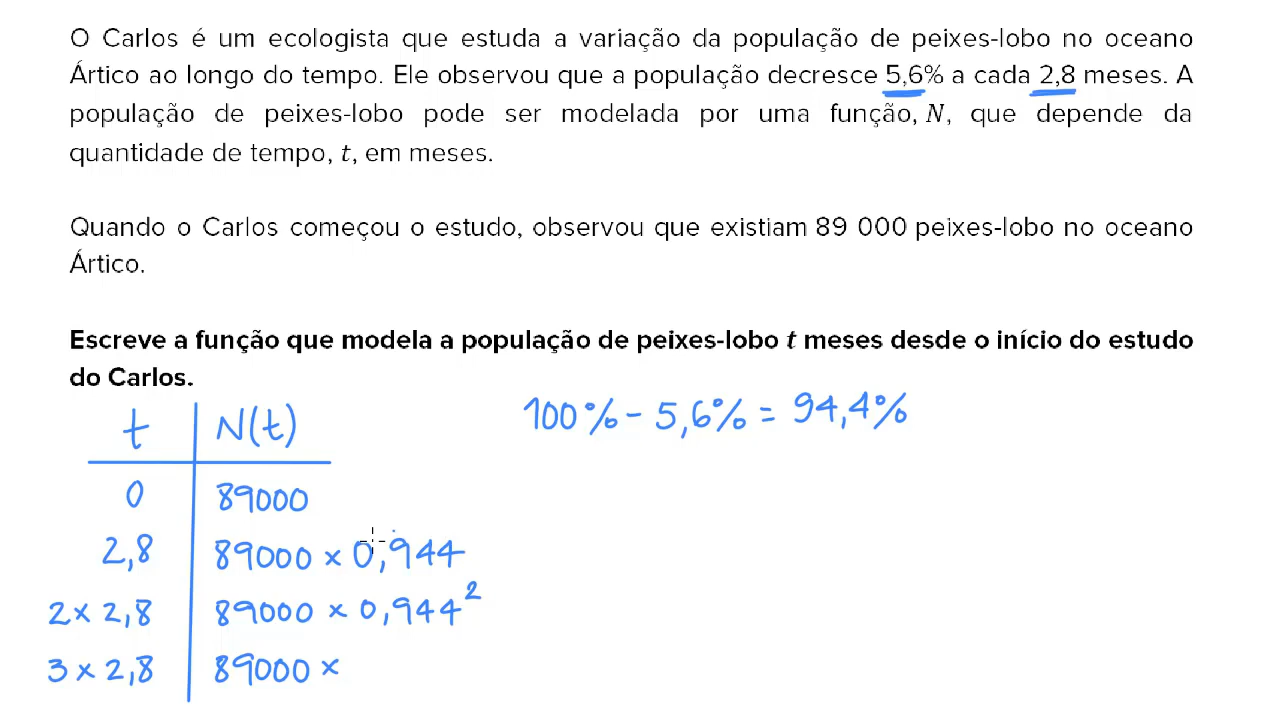 O Carlos é um ecologista que estuda a variação da população de peixes-lobo no oceano
Ártico ao longo do tempo. Ele observou que a população decresce 5,6% a cada 2,8 meses. A
população de peixes-lobo pode ser modelada por uma função, N, que depende da
quantidade de tempo, t, em meses.
Quando o Carlos começou o estudo, observou que existiam 89 000 peixes-lobo no oceano
Ártico.
Escreve a função que modela a população de peixes-lobo t meses desde o início do estudo
do Carlos.
100% - 5,6% = 94,4%
t N(t)
0 89000
2,8 89000 × 0,944
2 × 2,8 89000 × 0,944²
3 × 2,8 89000 ×